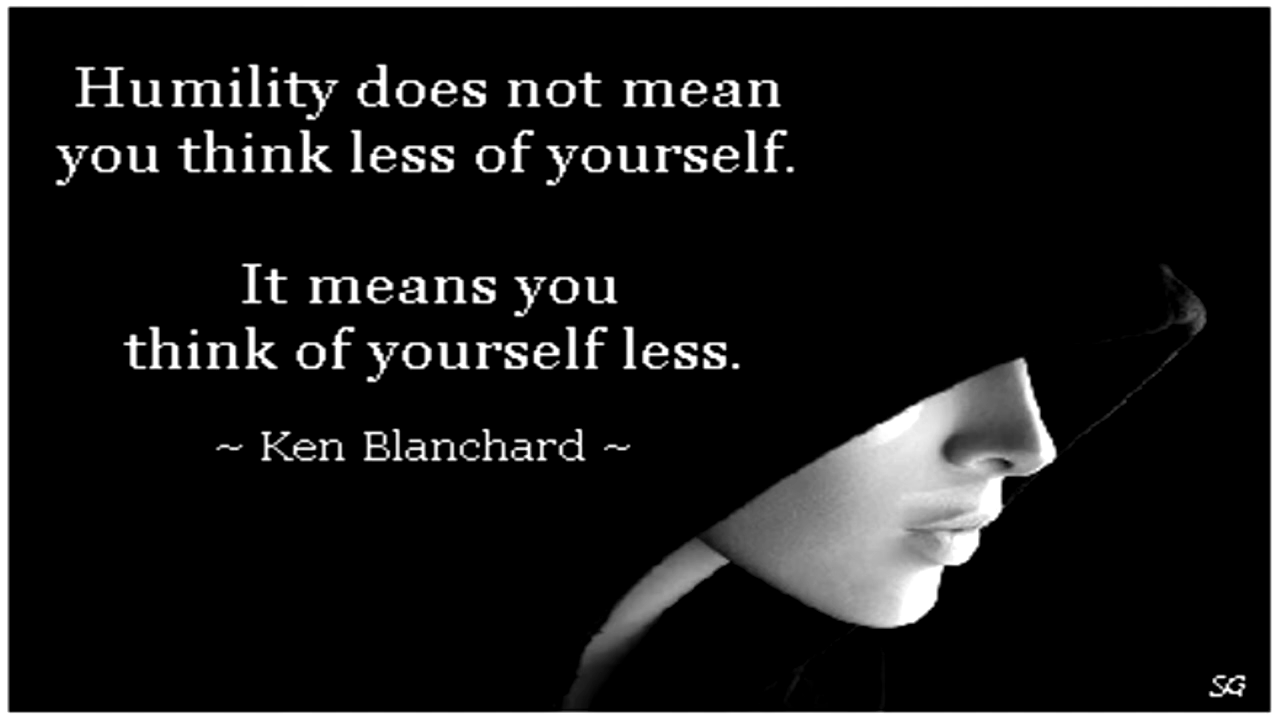 Humility does not mean
you think less of yourself.
It means you
think of yourself less.
~ Ken Blanchard ~
SG